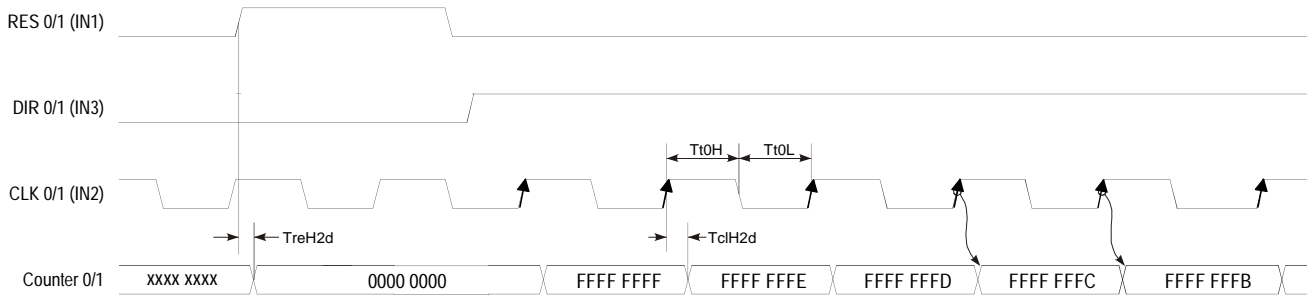 RES 0/1 (IN1)
DIR 0/1 (IN3)
Tt0H Tt0L
CLK 0/1 (IN2)
TreH2d TclH2d
Counter 0/1 xxxx xxxx 0000 0000 FFFF FFFF FFFF FFFE FFFF FFFD FFFF FFFC FFFF FFFB